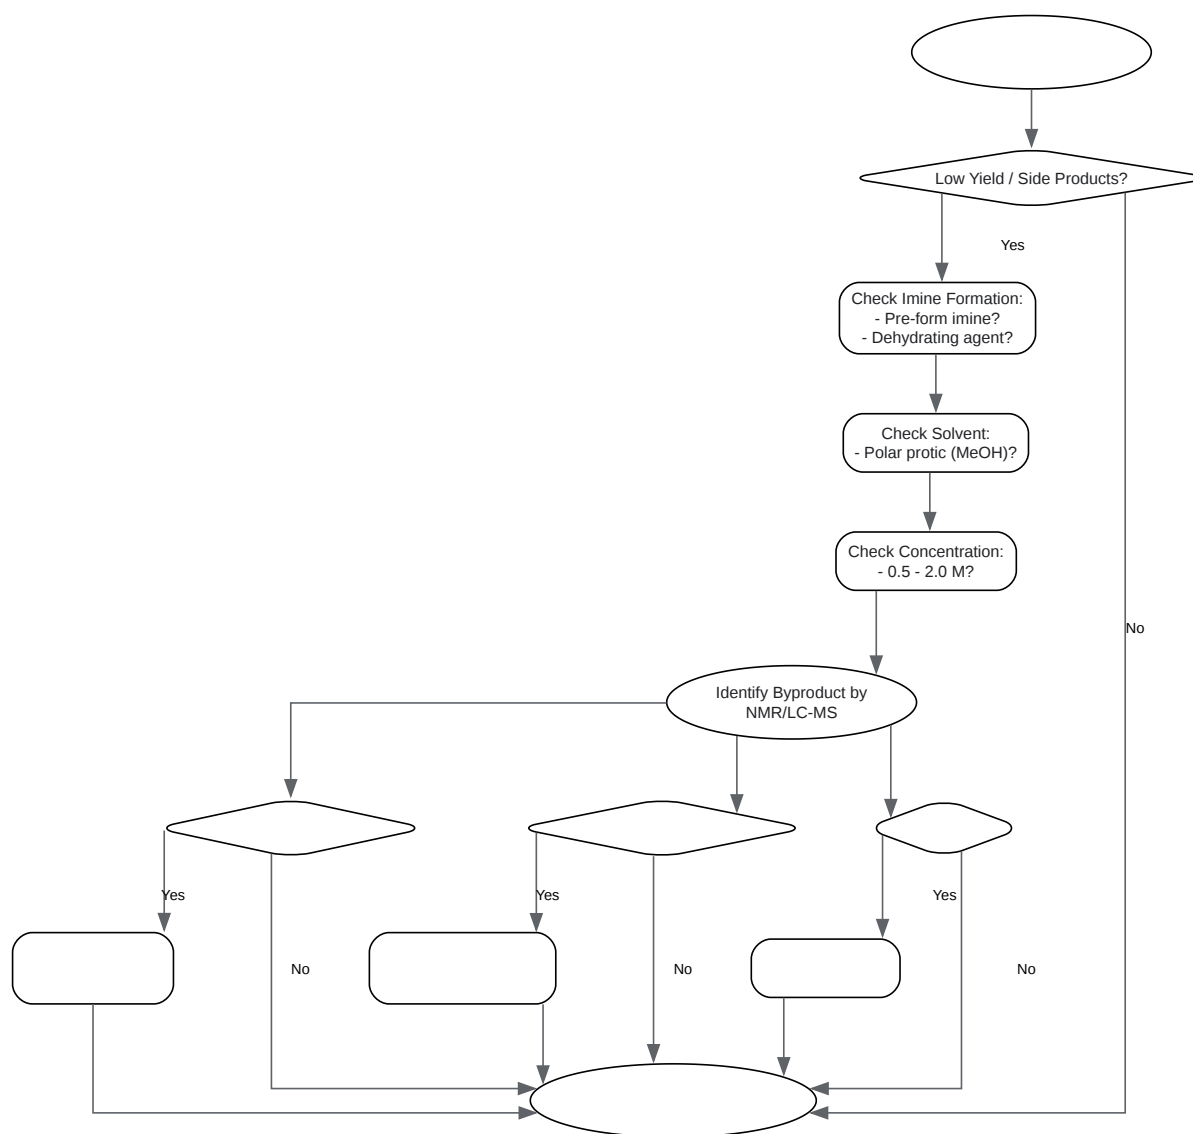 Low Yield / Side Products?
Yes
Check Imine Formation:
- Pre-form imine?
- Dehydrating agent?
Check Solvent:
- Polar protic (MeOH)?
Check Concentration:
- 0.5 - 2.0 M?
No
Identify Byproduct by
NMR/LC-MS
Yes
Yes
Yes
No
No
No